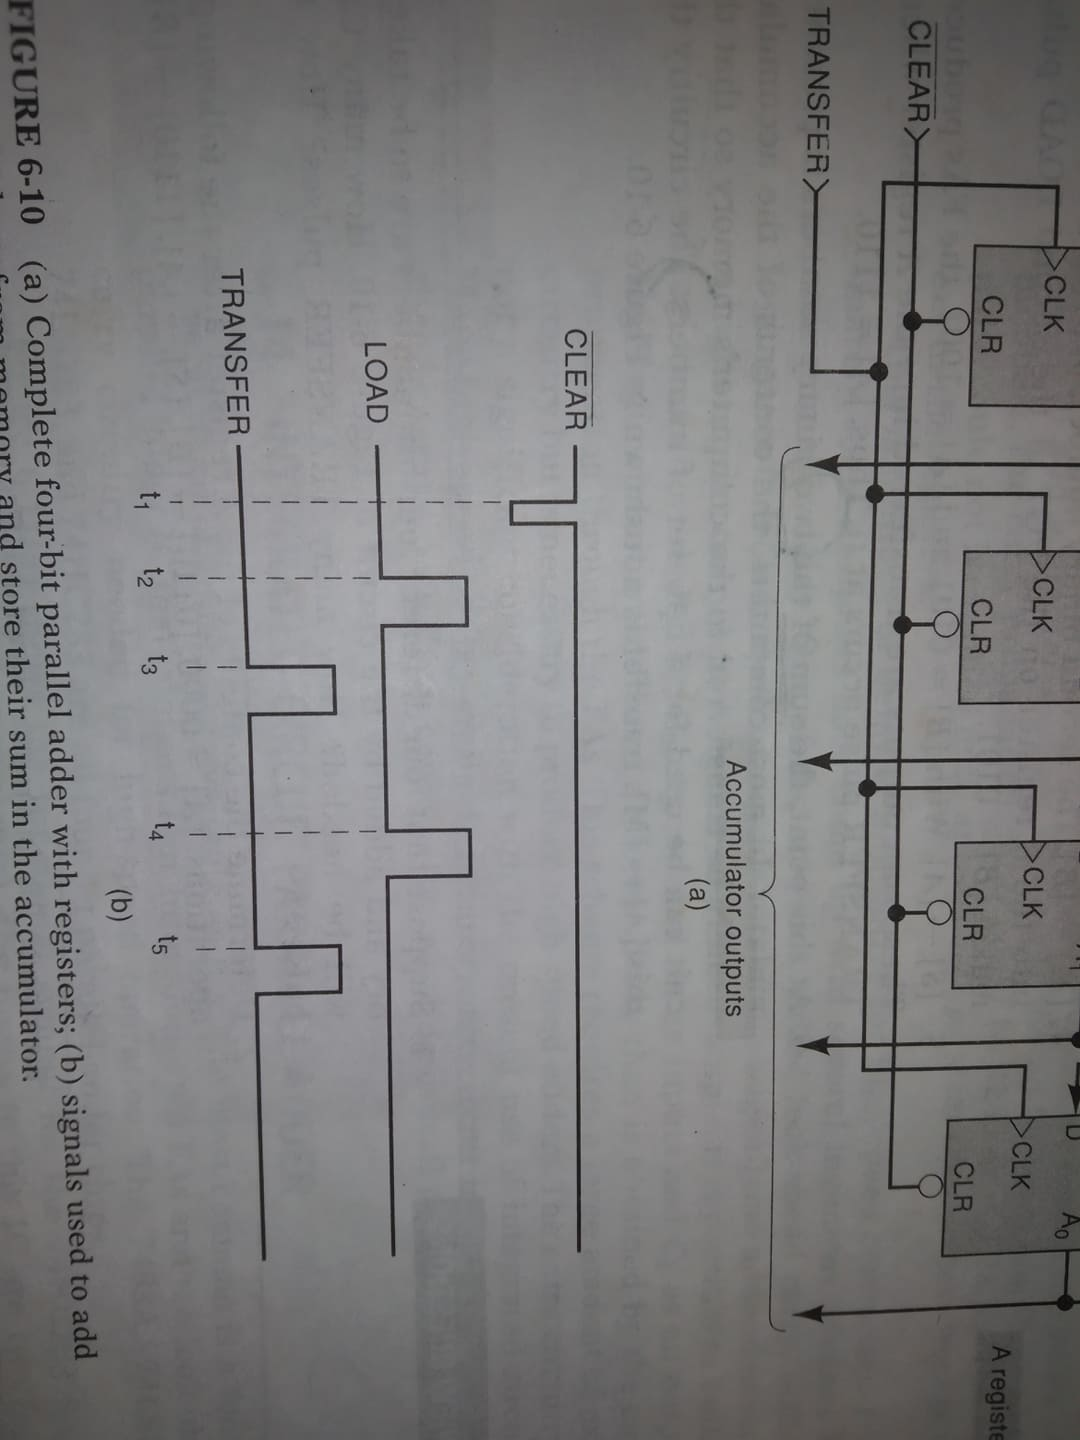 D A₀
CLK CLK CLK CLK
CLR CLR CLR CLR
A
CLEAR
TRANSFER
Accumulator outputs
(a)
CLEAR
LOAD
TRANSFER
t₁ t₂ t₃ t₄ t₅
(b)
FIGURE 6-10 (a) Complete four-bit parallel adder with registers; (b) signals used to add
memory and store their sum in the accumulator.